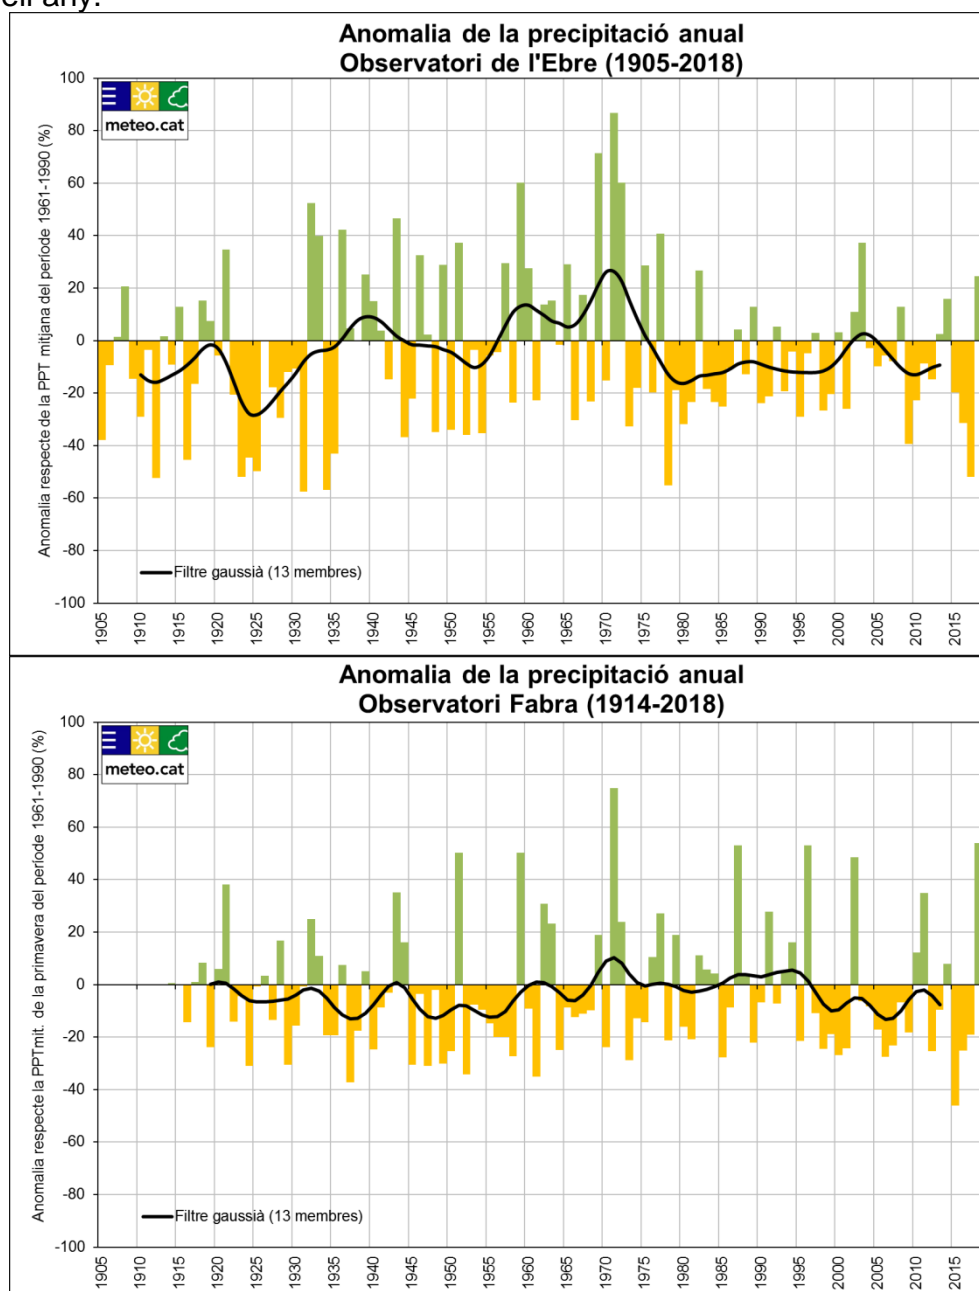 ell any.
Anomalia de la precipitació anual
Observatori de l'Ebre (1905-2018)
meteo.cat
Anomalia respecte de la PPT mitjana del període 1961-1990 (%)
100
80
60
40
20
0
-20
-40
-60
-80
-100
Filtre gaussià (13 membres)
1905 1910 1915 1920 1925 1930 1935 1940 1945 1950 1955 1960 1965 1970 1975 1980 1985 1990 1995 2000 2005 2010 2015
Anomalia de la precipitació anual
Observatori Fabra (1914-2018)
meteo.cat
Anomalia respecte la PPTmit. de la primavera del període 1961-1990 (%)
100
80
60
40
20
0
-20
-40
-60
-80
-100
Filtre gaussià (13 membres)
1905 1910 1915 1920 1925 1930 1935 1940 1945 1950 1955 1960 1965 1970 1975 1980 1985 1990 1995 2000 2005 2010 2015